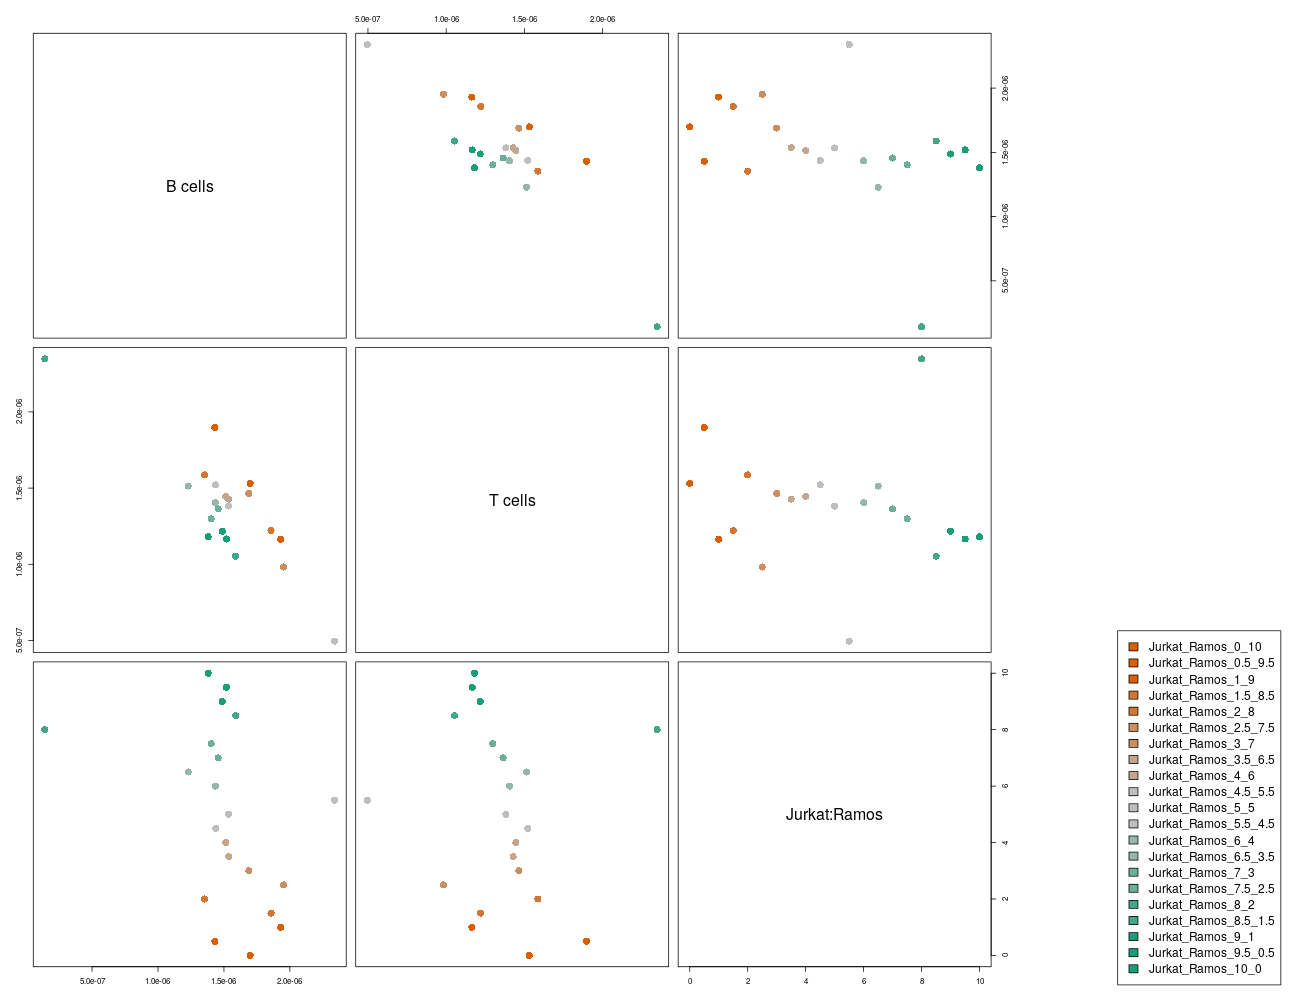 5.0e-07 1.0e-06 1.5e-06 2.0e-06
B cells
5.0e-07 1.0e-06 1.5e-06 2.0e-06
5.0e-07 1.0e-06 1.5e-06 2.0e-06
T cells
Jurkat:Ramos
0 2 4 6 8 10
5.0e-07 1.0e-06 1.5e-06 2.0e-06
0 2 4 6 8 10
Jurkat_Ramos_0_10
Jurkat_Ramos_0.5_9.5
Jurkat_Ramos_1_9
Jurkat_Ramos_1.5_8.5
Jurkat_Ramos_2_8
Jurkat_Ramos_2.5_7.5
Jurkat_Ramos_3_7
Jurkat_Ramos_3.5_6.5
Jurkat_Ramos_4_6
Jurkat_Ramos_4.5_5.5
Jurkat_Ramos_5_5
Jurkat_Ramos_5.5_4.5
Jurkat_Ramos_6_4
Jurkat_Ramos_6.5_3.5
Jurkat_Ramos_7_3
Jurkat_Ramos_7.5_2.5
Jurkat_Ramos_8_2
Jurkat_Ramos_8.5_1.5
Jurkat_Ramos_9_1
Jurkat_Ramos_9.5_0.5
Jurkat_Ramos_10_0